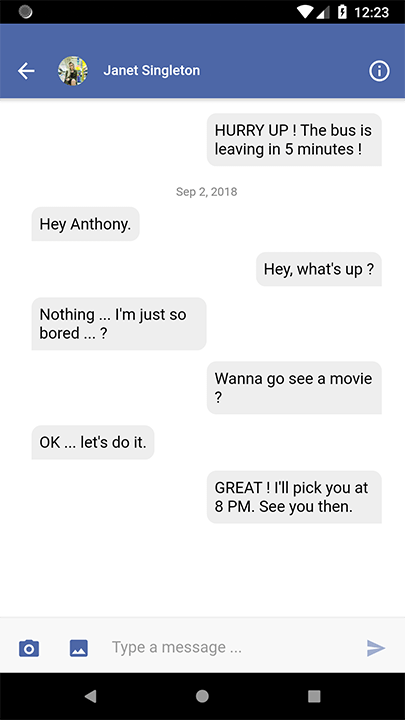 12:23
Janet Singleton
HURRY UP ! The bus is
leaving in 5 minutes !
Sep 2, 2018
Hey Anthony.
Hey, what's up ?
Nothing ... I'm just so
bored ... ?
Wanna go see a movie
?
OK ... let's do it.
GREAT ! I'll pick you at
8 PM. See you then.
Type a message ...